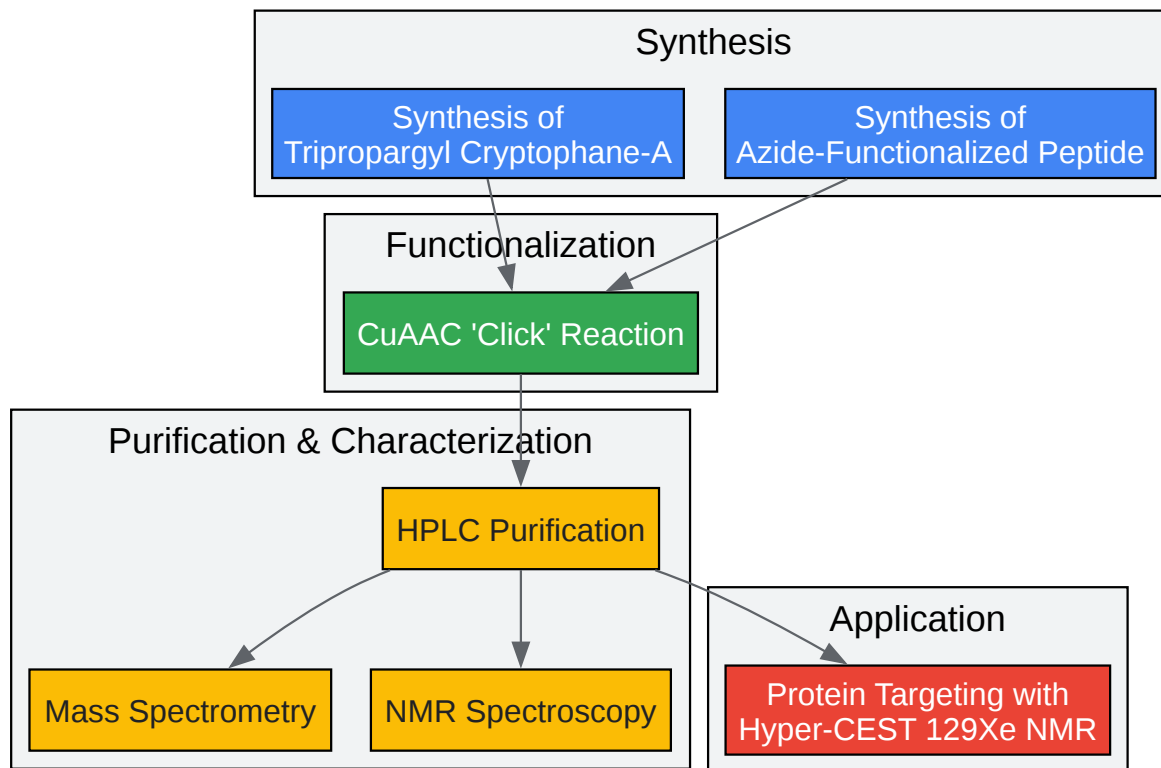 Synthesis
Synthesis of
Tripropargyl Cryptophane-A
Synthesis of
Azide-Functionalized Peptide
Functionalization
CuAAC 'Click' Reaction
Purification & Characterization
HPLC Purification
Mass Spectrometry
NMR Spectroscopy
Application
Protein Targeting with
Hyper-CEST 129Xe NMR